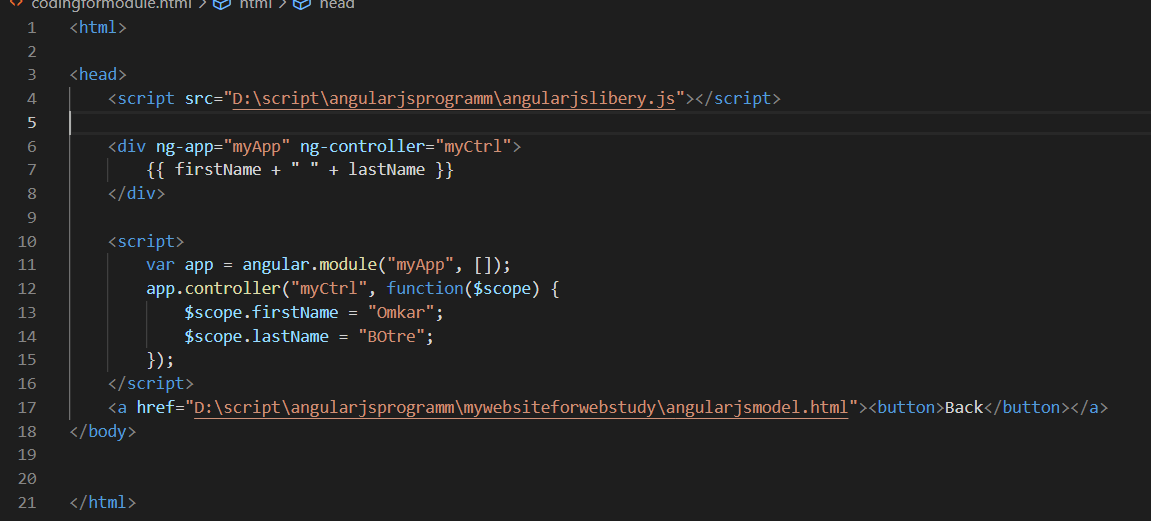 codingformodule.html > html > head
1 <html>
2
3 <head>
4 <script src="D:\script\angularjsprogramm\angularjslibery.js"></script>
5
6 <div ng-app="myApp" ng-controller="myCtrl">
7 {{ firstName + " " + lastName }}
8 </div>
9
10 <script>
11 var app = angular.module("myApp", []);
12 app.controller("myCtrl", function($scope) {
13 $scope.firstName = "Omkar";
14 $scope.lastName = "BOtre";
15 });
16 </script>
17 <a href="D:\script\angularjsprogramm\mywebsiteforwebstudy\angularjsmodel.html"><button>Back</button></a>
18 </body>
19
20
21 </html>